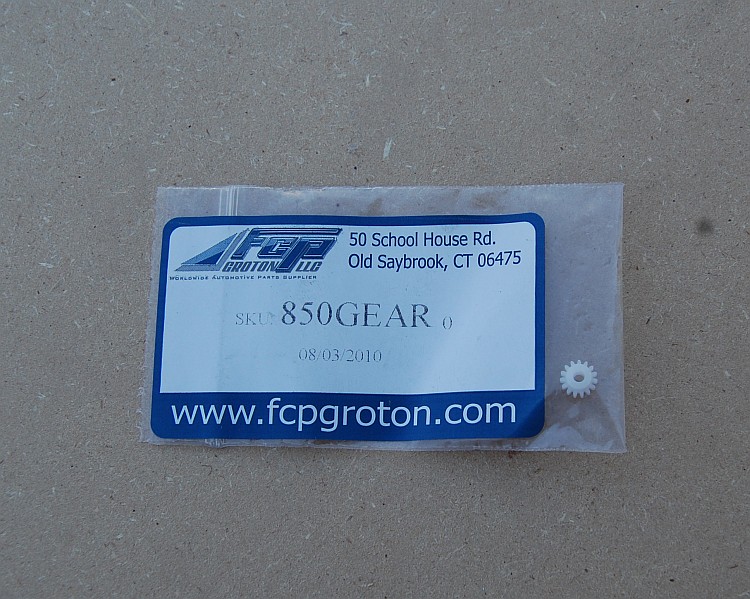 FCP
GROTON LLC
WORLDWIDE AUTOMOTIVE PARTS SUPPLIER
50 School House Rd.
Old Saybrook, CT 06475
SKU: 850GEAR 0
08/03/2010
www.fcpgroton.com